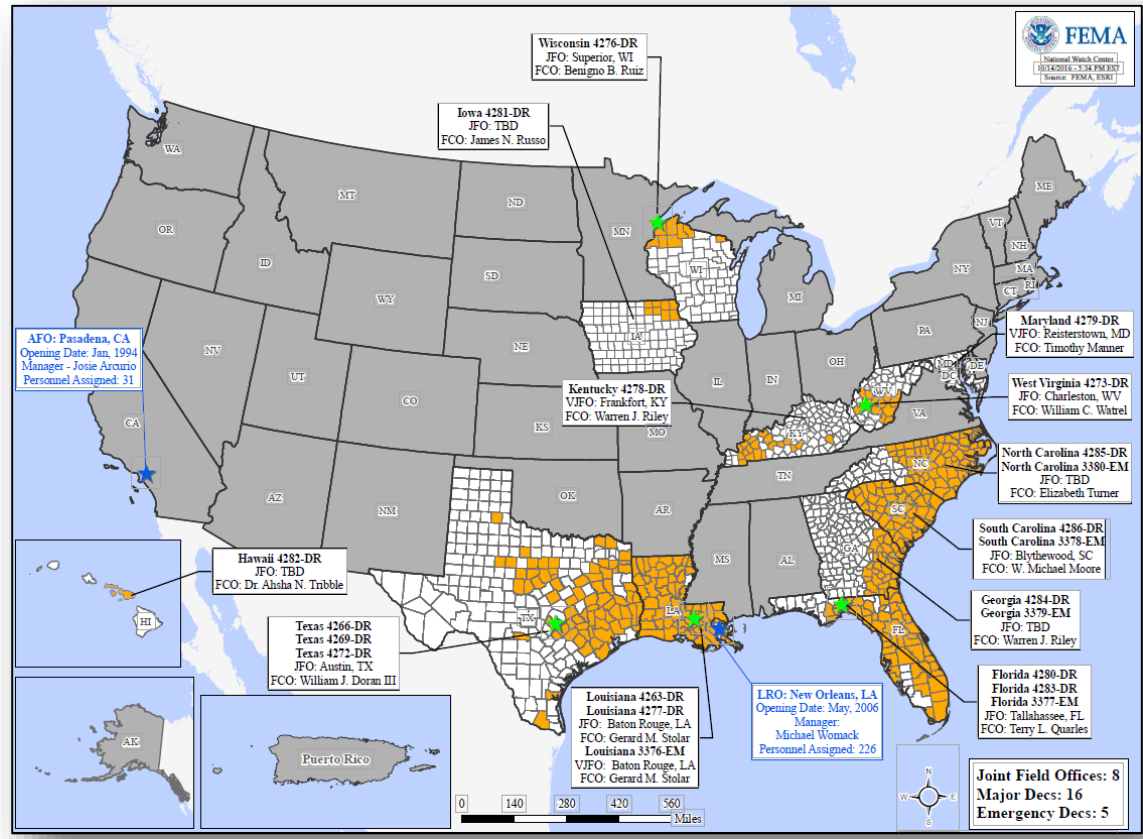 FEMA
National Watch Center
10/14/2016 - 5:34 PM EST
Source: FEMA, ESRI
Wisconsin 4276-DR
JFO: Superior, WI
FCO: Benigno B. Ruiz
Iowa 4281-DR
JFO: TBD
FCO: James N. Russo
WA
MT
ND
MN
ME
VT
NH
OR
ID
SD
WI
NY
MA
CT
RI
WY
MI
AFO: Pasadena, CA
Opening Date: Jan, 1994
Manager - Josie Arcurio
Personnel Assigned: 31
NV
NE
IA
PA
NJ
Maryland 4279-DR
VJFO: Reisterstown, MD
FCO: Timothy Manner
UT
IL
IN
OH
MD
DC
DE
CO
Kentucky 4278-DR
VJFO: Frankfort, KY
FCO: Warren J. Riley
WV
West Virginia 4273-DR
JFO: Charleston, WV
FCO: William C. Watrel
CA
KS
MO
KY
VA
North Carolina 4285-DR
North Carolina 3380-EM
JFO: TBD
FCO: Elizabeth Turner
AZ
NM
OK
AR
TN
NC
SC
South Carolina 4286-DR
South Carolina 3378-EM
JFO: Blythewood, SC
FCO: W. Michael Moore
MS
AL
GA
Hawaii 4282-DR
JFO: TBD
FCO: Dr. Ahsha N. Tribble
HI
Georgia 4284-DR
Georgia 3379-EM
JFO: TBD
FCO: Warren J. Riley
TX
LA
FL
Texas 4266-DR
Texas 4269-DR
Texas 4272-DR
JFO: Austin, TX
FCO: William J. Doran III
Florida 4280-DR
Florida 4283-DR
Florida 3377-EM
JFO: Tallahassee, FL
FCO: Terry L. Quarles
Louisiana 4263-DR
Louisiana 4277-DR
JFO: Baton Rouge, LA
FCO: Gerard M. Stolar
Louisiana 3376-EM
VJFO: Baton Rouge, LA
FCO: Gerard M. Stolar
LRO: New Orleans, LA
Opening Date: May, 2006
Manager:
Michael Womack
Personnel Assigned: 226
AK
Puerto Rico
0 140 280 420 560
Miles
N
W E
S
Joint Field Offices: 8
Major Decs: 16
Emergency Decs: 5